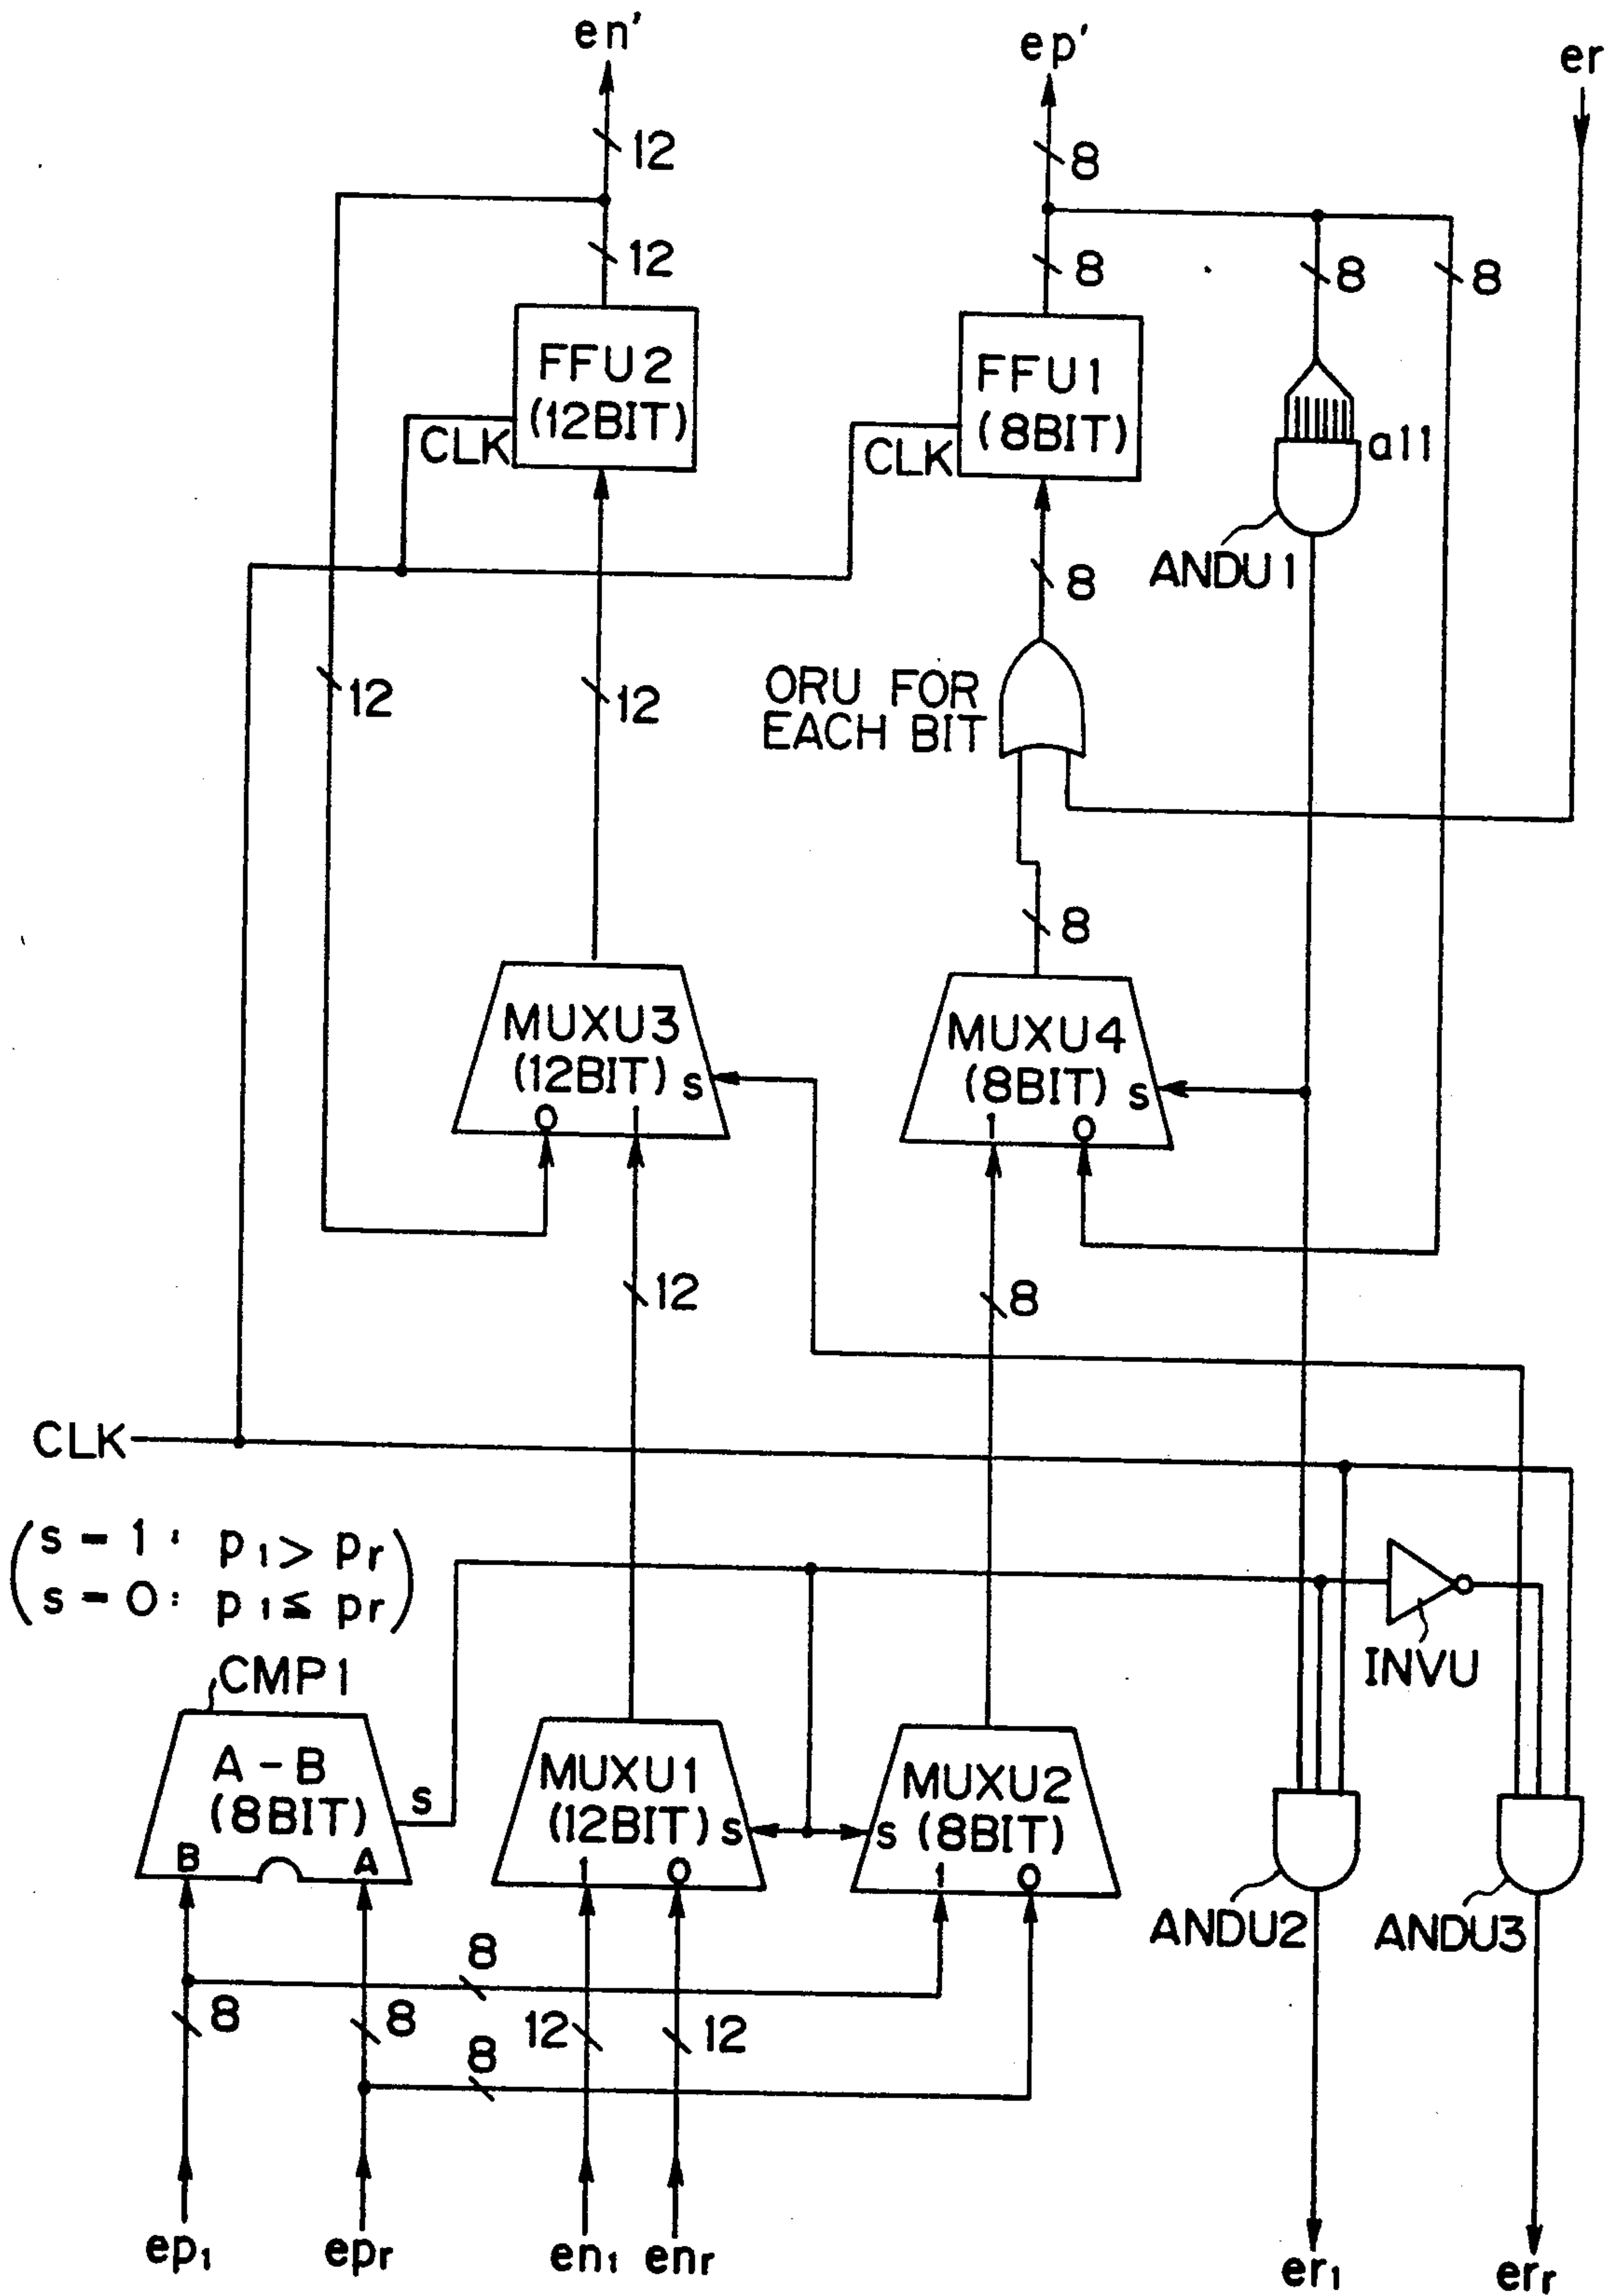 en'
ep'
er
12
8
12
8
8
8
FFU2
(12BIT)
CLK
FFU1
(8BIT)
CLK
all
ANDU1
8
12
12
ORU FOR
EACH BIT
8
MUXU3
(12BIT) s
0 1
MUXU4
(8BIT) s
1 0
12
8
CLK
(s = 1 : p₁ > pr)
(s = 0 : p₁ ≤ pr)
INVU
CMP1
A - B
(8BIT)
s
B A
MUXU1
(12BIT) s
1 0
MUXU2
s (8BIT)
1 0
ANDU2
ANDU3
8
8
8
12
12
8
ep₁
epr
en₁
enr
er₁
err